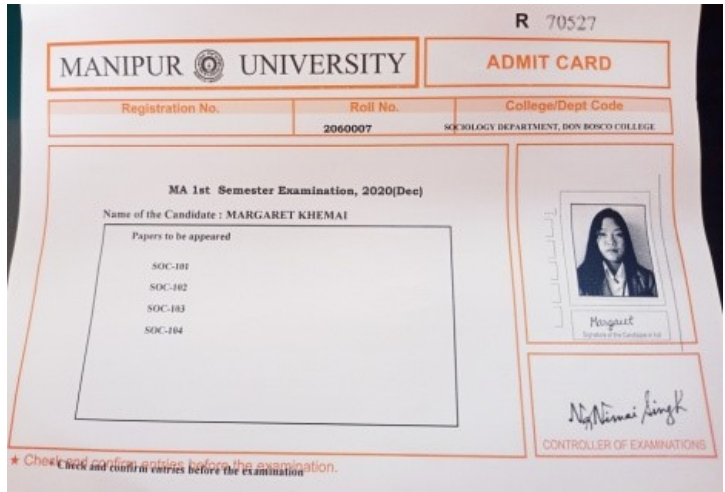 R 70527
MANIPUR UNIVERSITY
ADMIT CARD
Registration No.
Roll No.
College/Dept Code
2060007
SOCIOLOGY DEPARTMENT, DON BOSCO COLLEGE
MA 1st Semester Examination, 2020(Dec)
Name of the Candidate : MARGARET KHEMAI
Papers to be appeared
SOC-101
SOC-102
SOC-103
SOC-104
Margaret
Signature of the Candidate in full
Ng Nimai Singh
CONTROLLER OF EXAMINATIONS
★ Check and confirm entries before the examination.
* Check and confirm entries before the examination